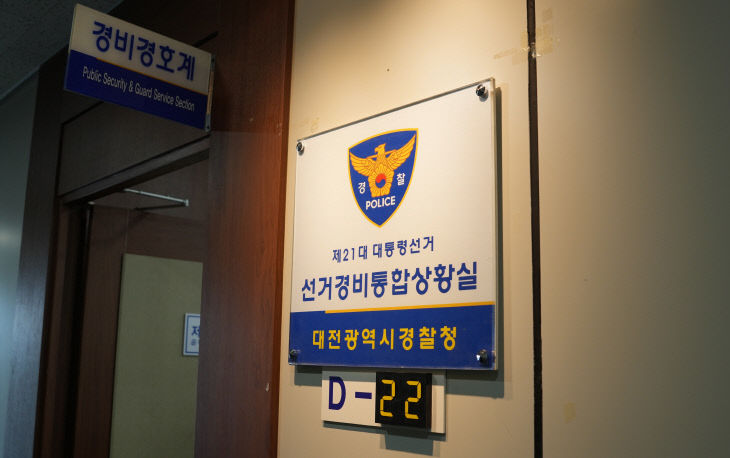 경비경호계
Public Security & Guard Service Section
경 찰
POLICE
제21대 대통령선거
선거경비통합상황실
대전광역시경찰청
D-22